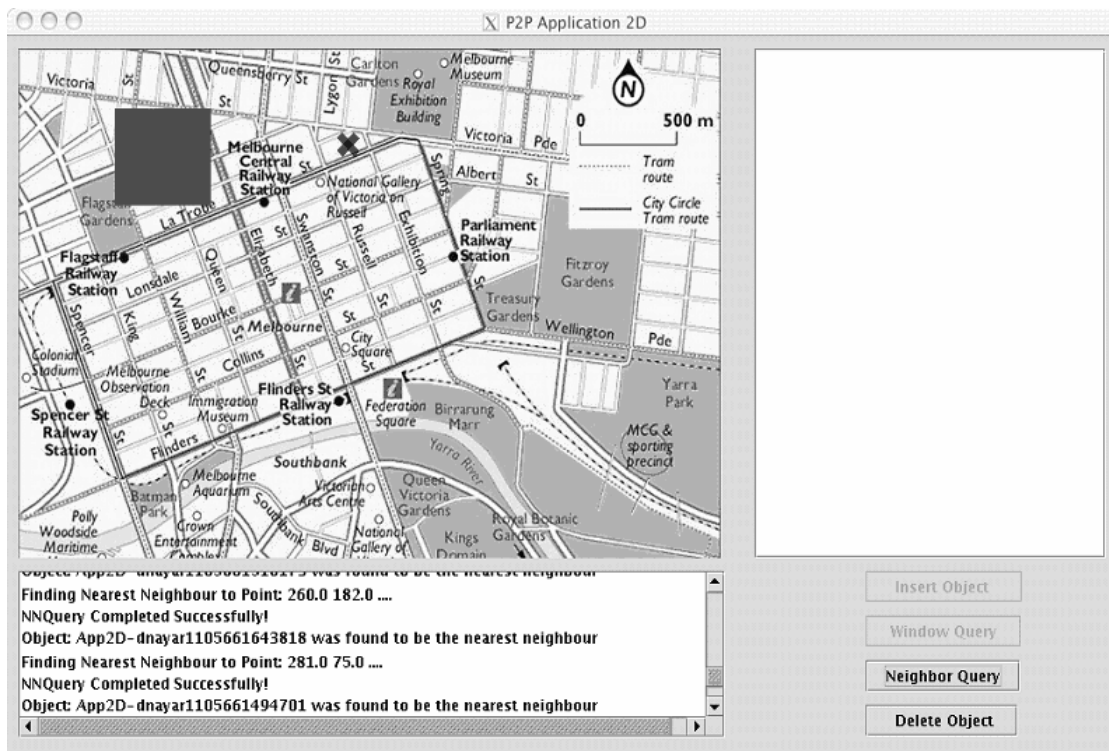 X P2P Application 2D
Victoria
St
Queensberry St
Lygon St
Carlton
Gardens
Melbourne
Museum
Royal
Exhibition
Building
N
0 500 m
Tram
route
City Circle
Tram route
St
Victoria
Pde
Albert St
Spring
St
Melbourne
Central
Railway
Station
St
National Gallery
of Victoria on
Russell
La Trobe
Gardens
Flagstaff
Railway
Station
Parliament
Railway
Station
Fitzroy
Gardens
Treasury
Gardens
Wellington
Pde
Lonsdale
St
Bourke
St
Collins
St
Flinders
St
Spencer
St
King
St
William
St
Queen
St
Elizabeth
St
Swanston
St
Russell
St
Exhibition
St
i
Melbourne
City
Square
Colonial
Stadium
Melbourne
Observation
Deck
Immigration
Museum
Flinders St
Railway
Station
i
Federation
Square
Birrarung
Marr
Yarra
Park
MCG &
sporting
precinct
Spencer St
Railway
Station
Southbank
Yarra River
Batman
Park
Melbourne
Aquarium
Victorian
Arts Centre
Queen
Victoria
Gardens
Royal Botanic
Gardens
Kings
Domain
Polly
Woodside
Maritime
Crown
Entertainment
Complex
Southbank
Blvd
National
Gallery of
Finding Nearest Neighbour to Point: 260.0 182.0 ....
NNQuery Completed Successfully!
Object: App2D-dnayar1105661643818 was found to be the nearest neighbour
Finding Nearest Neighbour to Point: 281.0 75.0 ....
NNQuery Completed Successfully!
Object: App2D-dnayar1105661494701 was found to be the nearest neighbour
Insert Object
Window Query
Neighbor Query
Delete Object